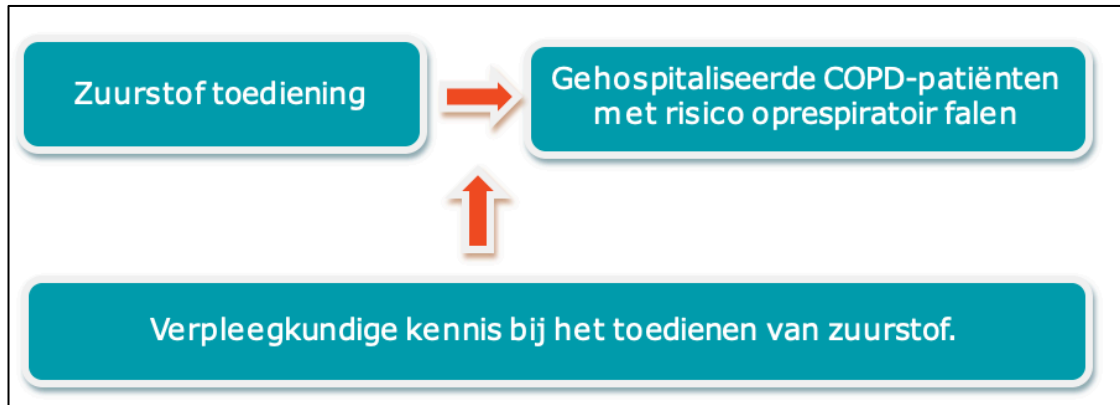 Zuurstof toediening
Gehospitaliseerde COPD-patiënten
met risico oprespiratoir falen
Verpleegkundige kennis bij het toedienen van zuurstof.